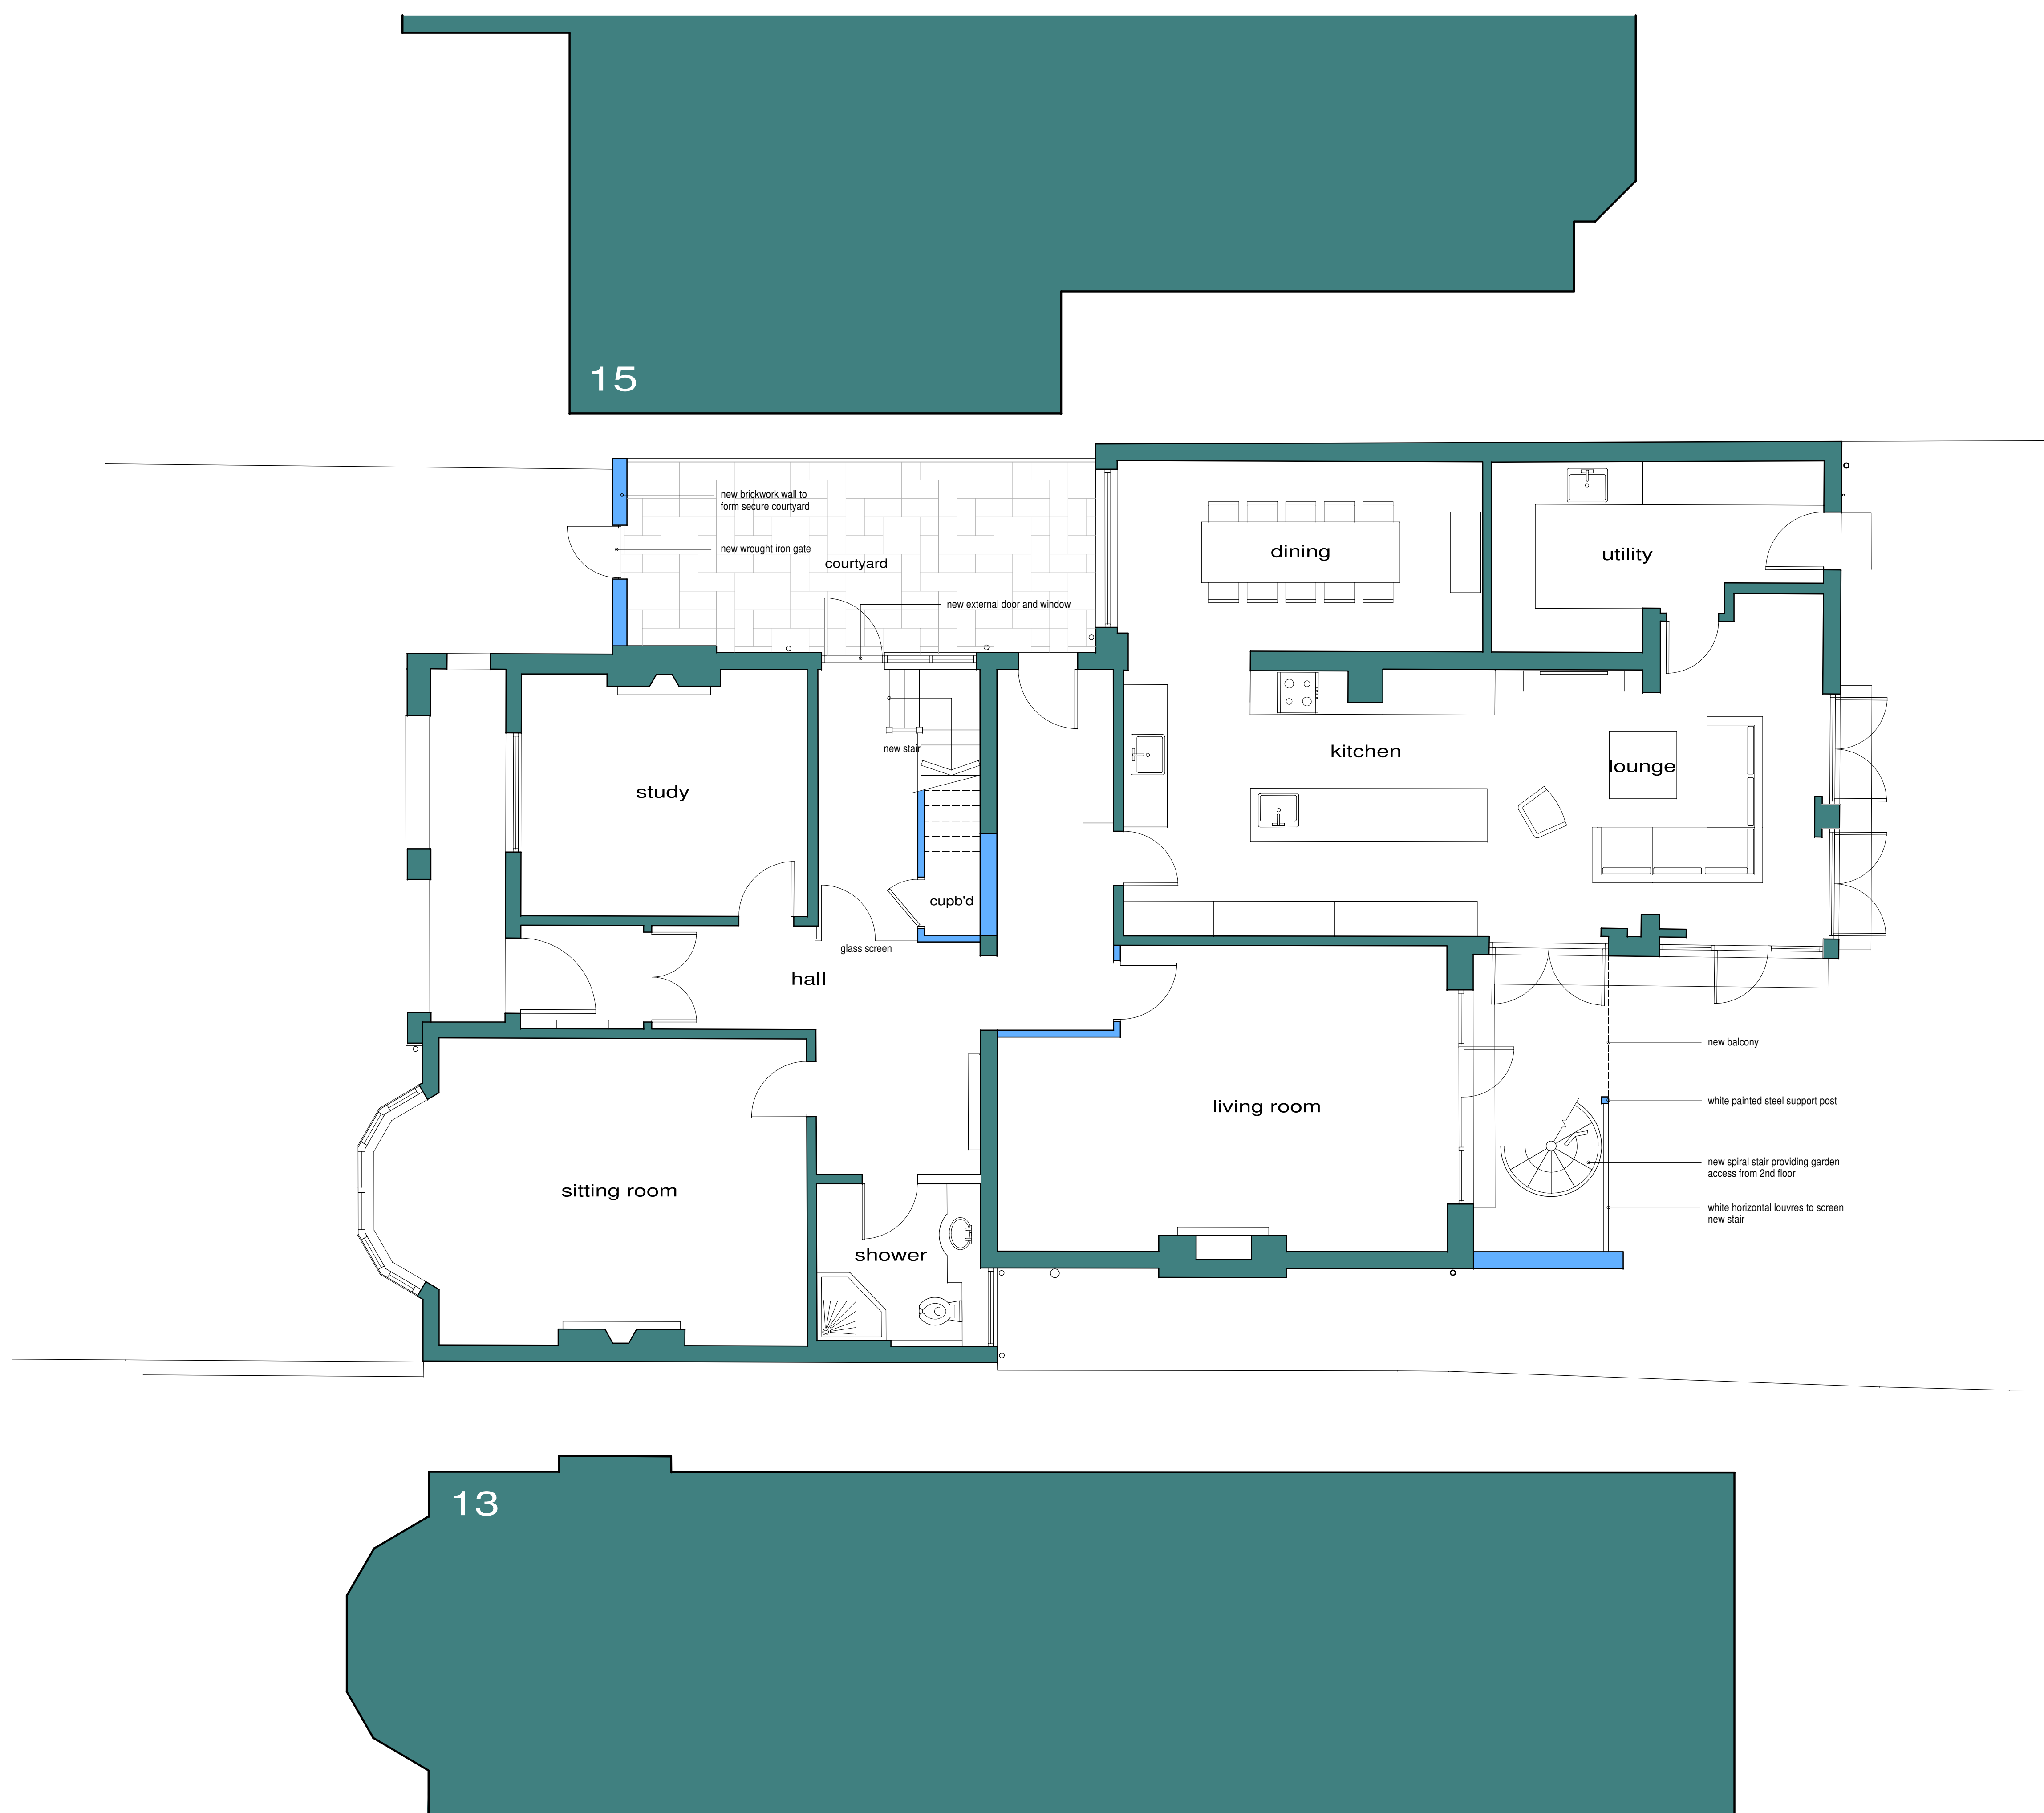 15
new brickwork wall to
form secure courtyard
new wrought iron gate
courtyard
new external door and window
dining
utility
new stair
kitchen
lounge
study
cupb'd
glass screen
hall
new balcony
white painted steel support post
living room
new spiral stair providing garden
access from 2nd floor
sitting room
white horizontal louvres to screen
new stair
shower
13